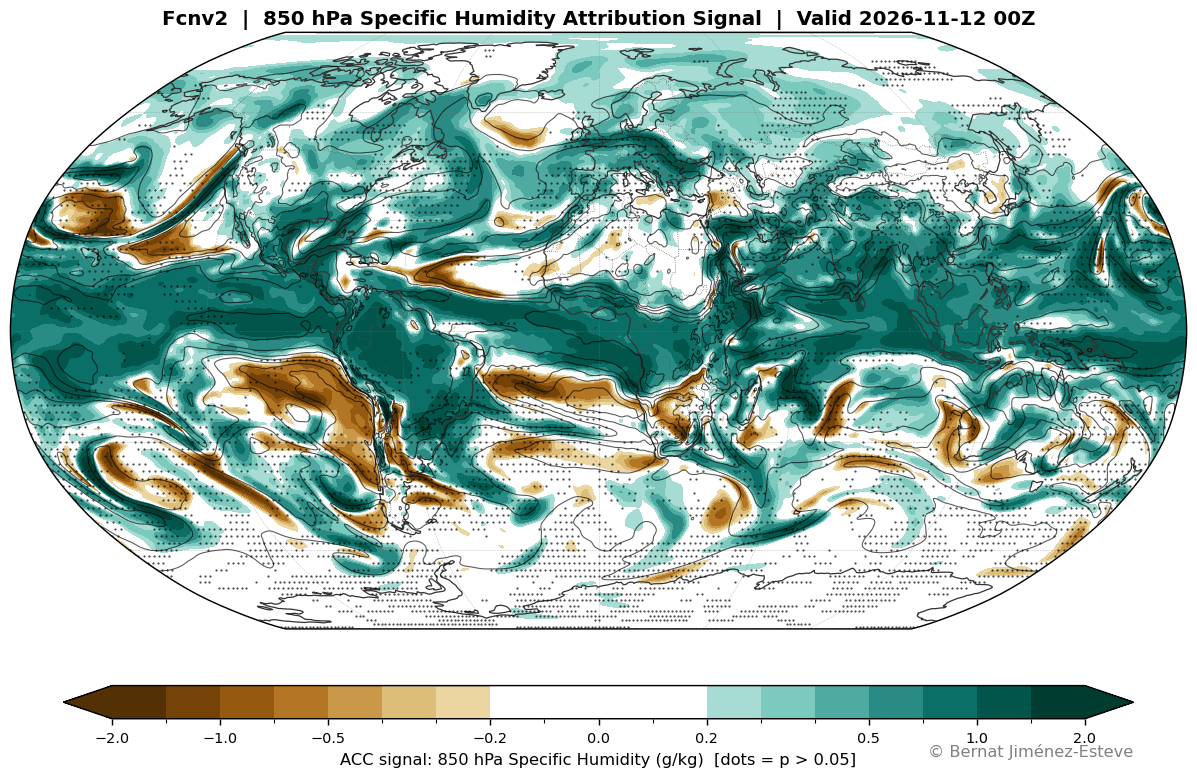 Fcnv2 | 850 hPa Specific Humidity Attribution Signal | Valid 2026-11-12 00Z
−2.0 −1.0 −0.5 −0.2 0.0 0.2 0.5 1.0 2.0
ACC signal: 850 hPa Specific Humidity (g/kg) [dots = p > 0.05]
© Bernat Jiménez-Esteve